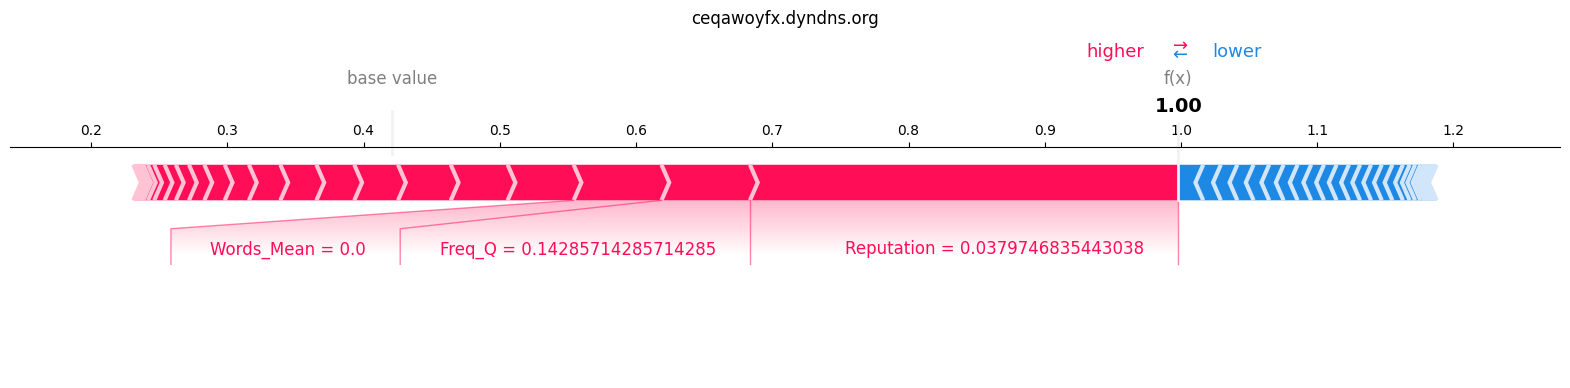 ceqawoyfx.dyndns.org
higher → ← lower
base value f(x)
1.00
0.2 0.3 0.4 0.5 0.6 0.7 0.8 0.9 1.0 1.1 1.2
Words_Mean = 0.0 Freq_Q = 0.14285714285714285 Reputation = 0.0379746835443038